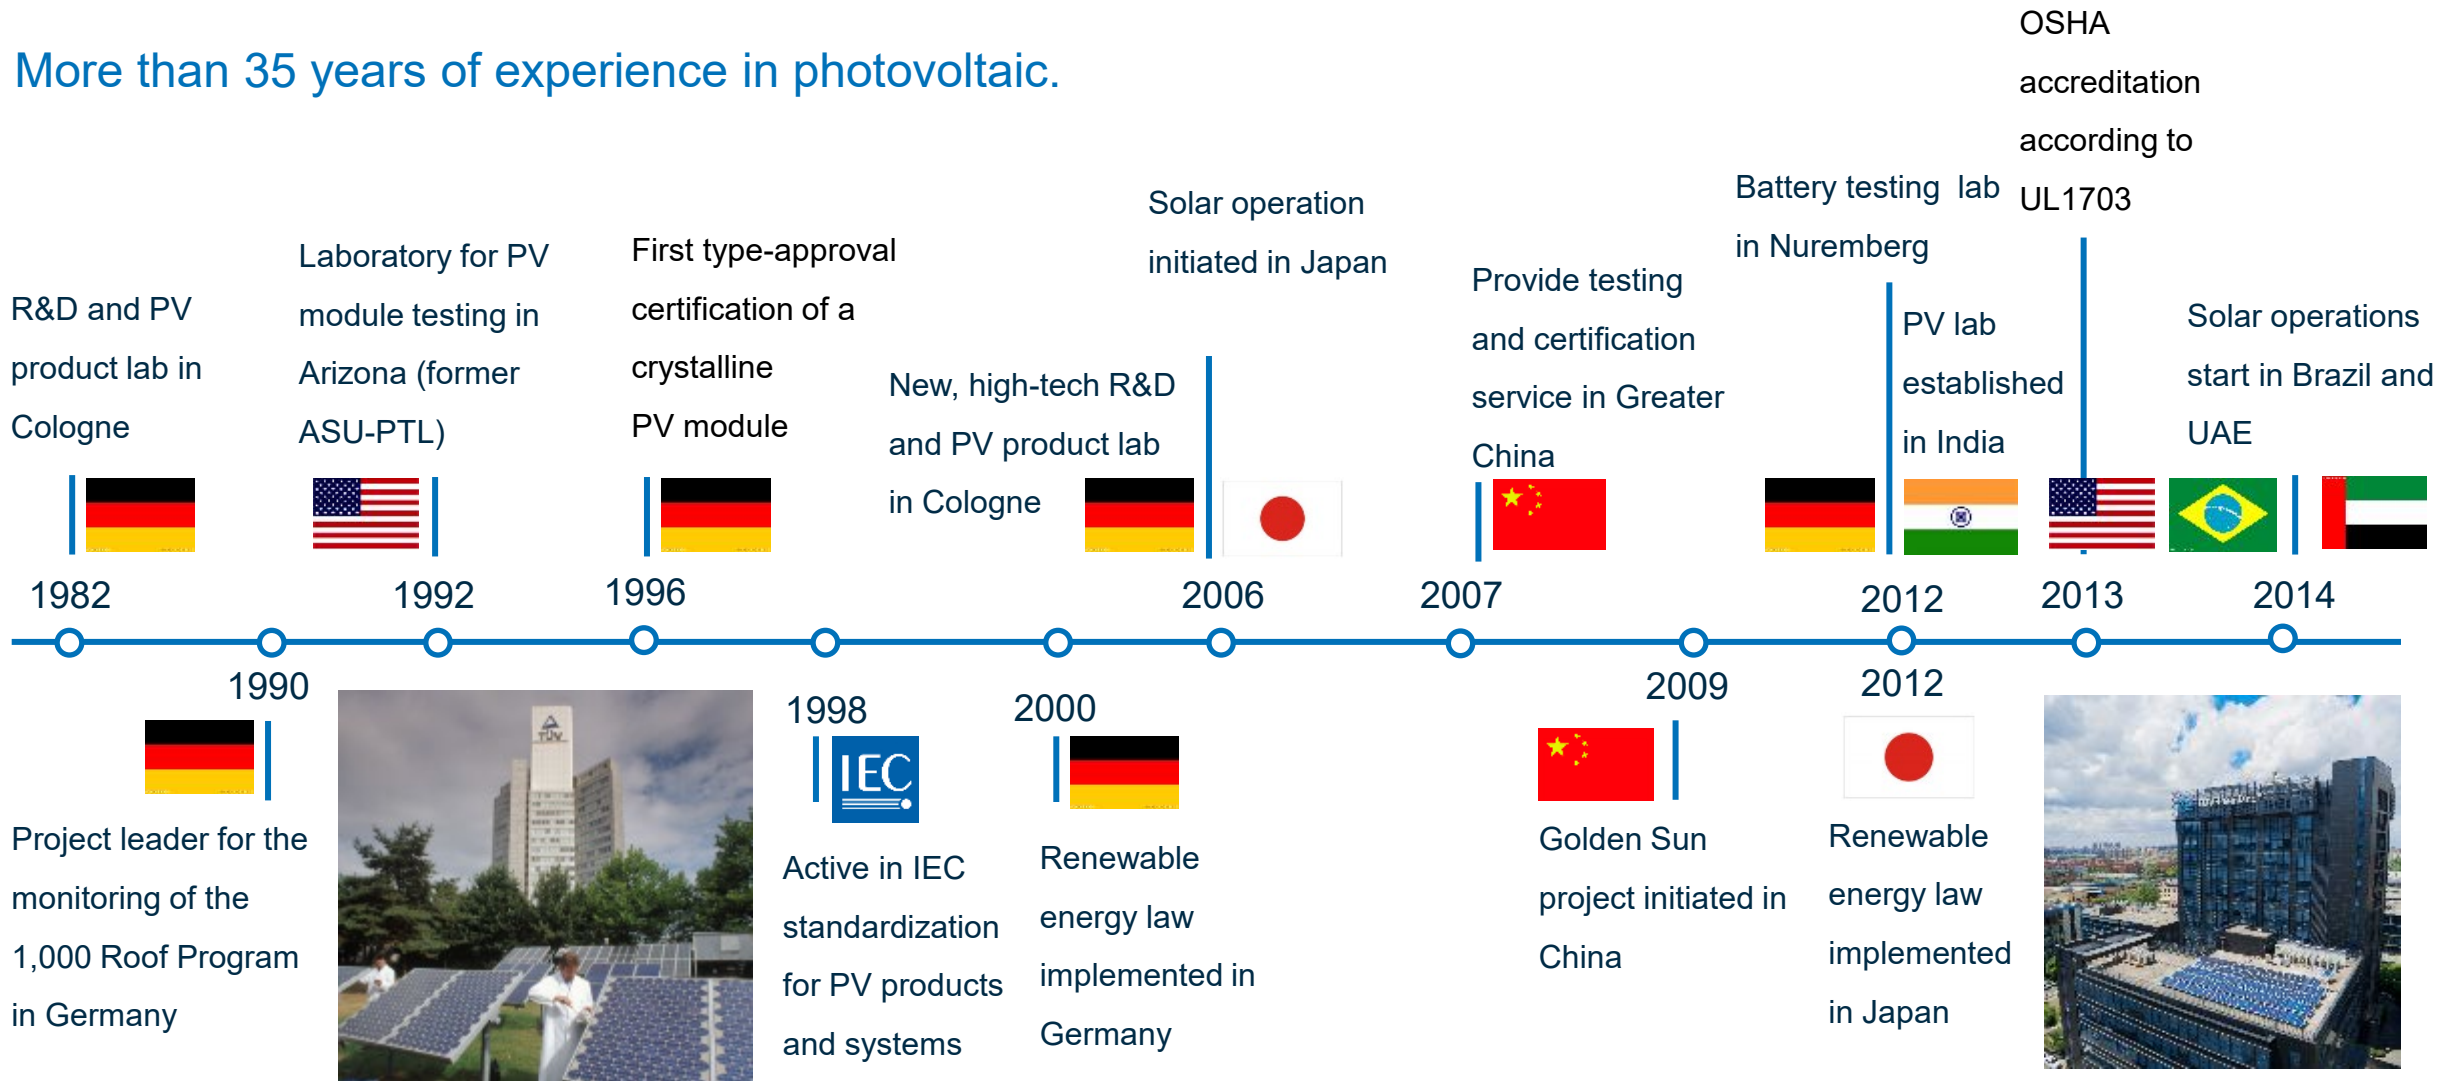 More than 35 years of experience in photovoltaic.
R&D and PV
product lab in
Cologne
1982
Laboratory for PV
module testing in
Arizona (former
ASU-PTL)
1992
First type-approval
certification of a
crystalline
PV module
1996
New, high-tech R&D
and PV product lab
in Cologne
Solar operation
initiated in Japan
2006
Provide testing
and certification
service in Greater
China
2007
Battery testing  lab
in Nuremberg
PV lab
established
in India
2012
OSHA
accreditation
according to
UL1703
2013
Solar operations
start in Brazil and
UAE
2014
1990
Project leader for the
monitoring of the
1,000 Roof Program
in Germany
TÜV
1998
IEC
Active in IEC
standardization
for PV products
and systems
2000
Renewable
energy law
implemented in
Germany
2009
Golden Sun
project initiated in
China
2012
Renewable
energy law
implemented
in Japan